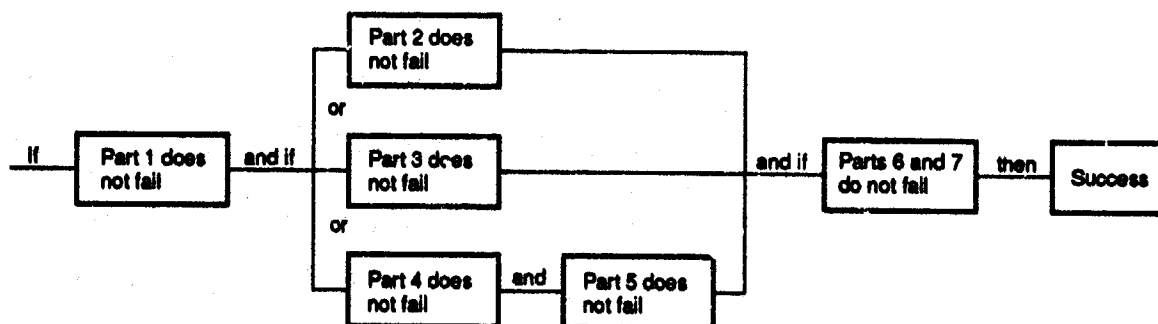 If
Part 1 does
not fail
and if
Part 2 does
not fail
or
Part 3 does
not fail
or
Part 4 does
not fail
and
Part 5 does
not fail
and if
Parts 6 and 7
do not fail
then
Success